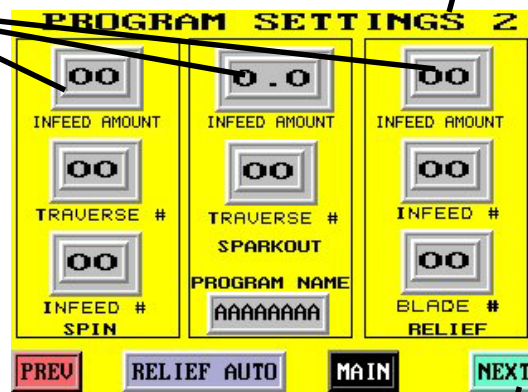 PROGRAM SETTINGS 2
00
INFEED AMOUNT
00
TRAVERSE #
00
INFEED #
SPIN
0.0
INFEED AMOUNT
00
TRAVERSE #
SPARKOUT
PROGRAM NAME
AAAAAAAA
00
INFEED AMOUNT
00
INFEED #
00
BLADE #
RELIEF
PREV
RELIEF AUTO
MAIN
NEXT